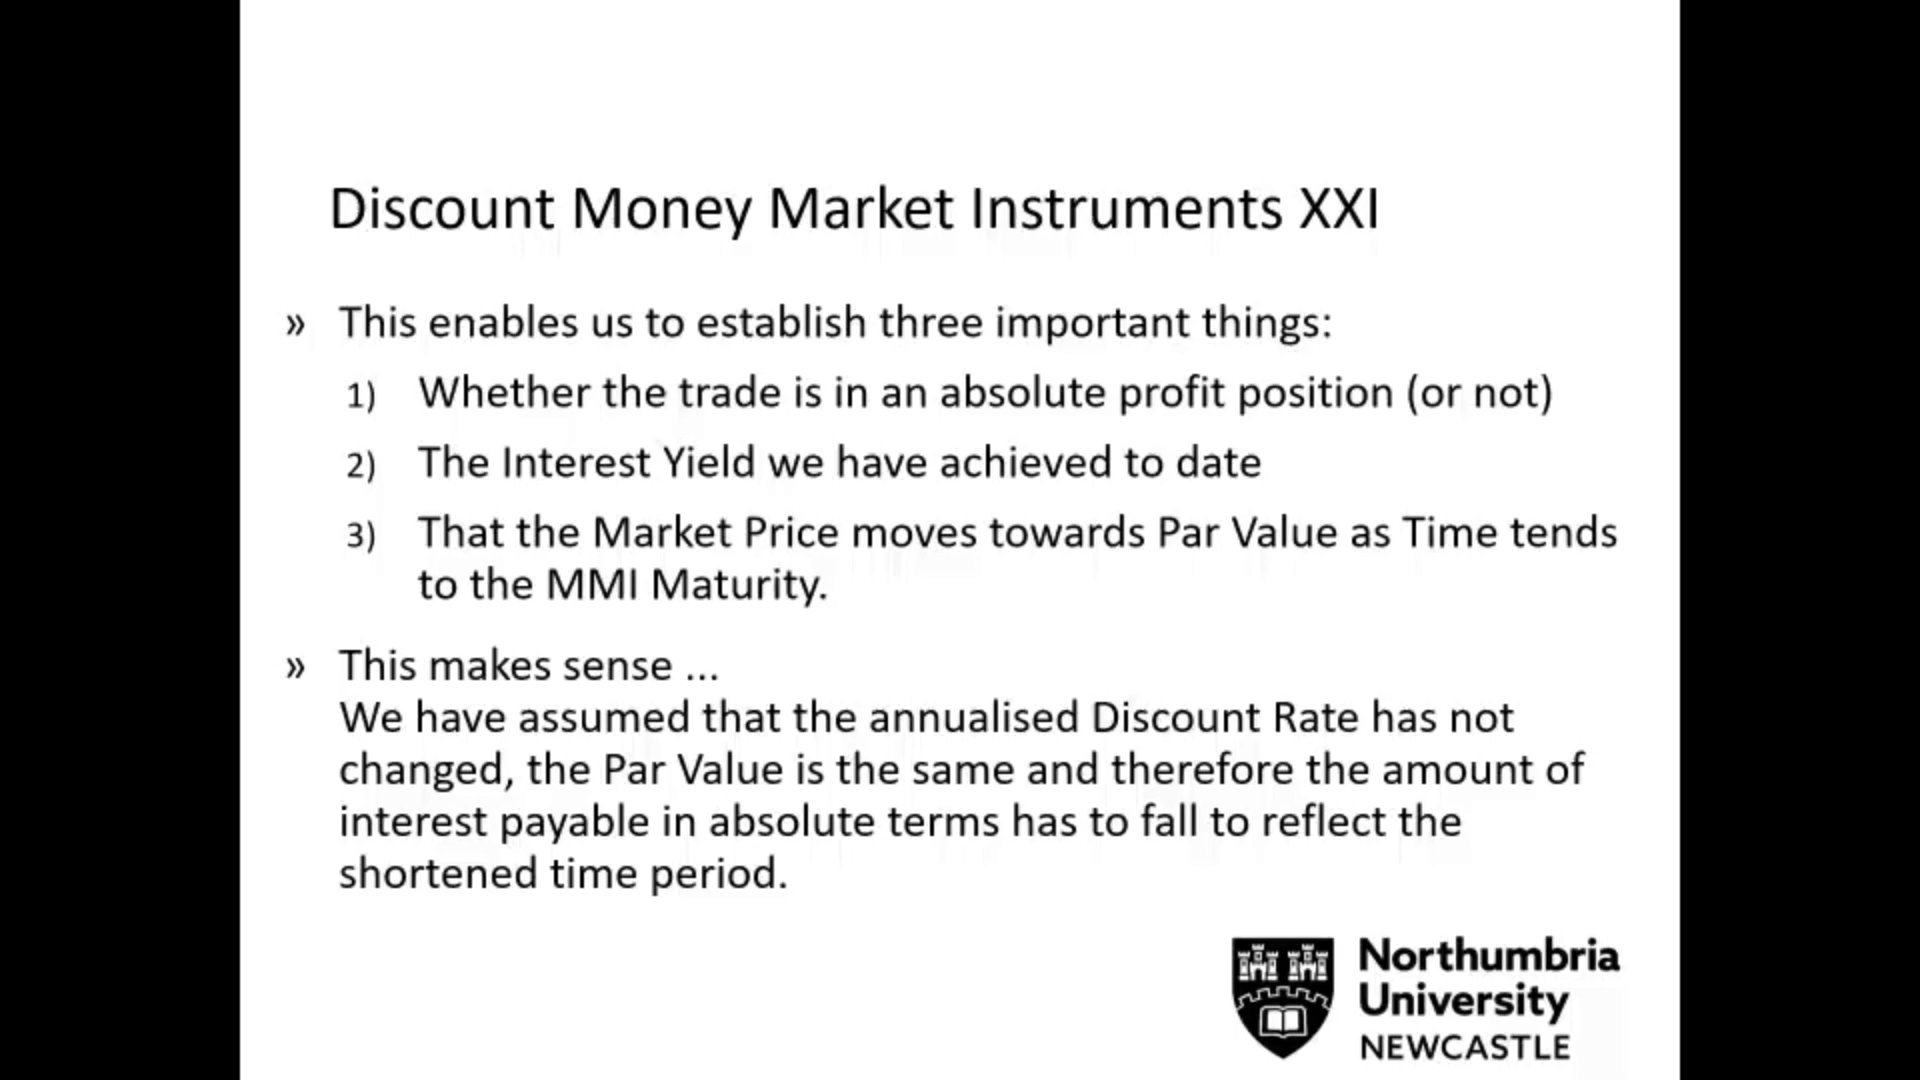 Discount Money Market Instruments XXI
» This enables us to establish three important things:
1) Whether the trade is in an absolute profit position (or not)
2) The Interest Yield we have achieved to date
3) That the Market Price moves towards Par Value as Time tends
to the MMI Maturity.
» This makes sense ...
We have assumed that the annualised Discount Rate has not
changed, the Par Value is the same and therefore the amount of
interest payable in absolute terms has to fall to reflect the
shortened time period.
Northumbria
University
NEWCASTLE